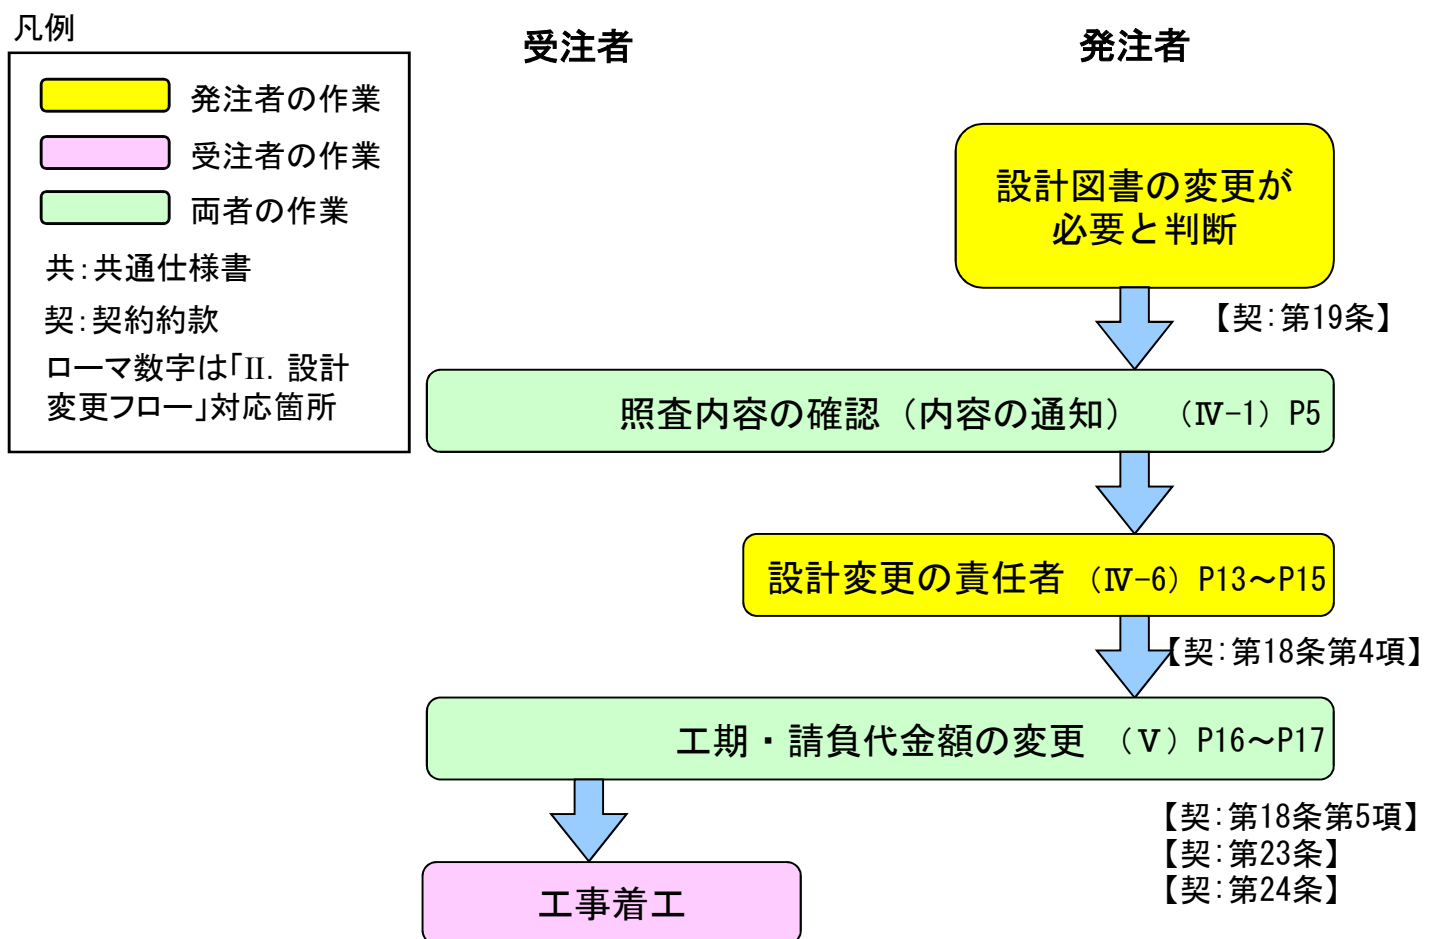 凡例
受注者
発注者
発注者の作業
受注者の作業
両者の作業
共：共通仕様書
契：契約約款
ローマ数字は「Ⅱ．設計
変更フロー」対応箇所
設計図書の変更が
必要と判断
【契：第19条】
照査内容の確認（内容の通知）　（Ⅳ-1）P5
設計変更の責任者（Ⅳ-6）P13～P15
【契：第18条第4項】
工期・請負代金額の変更　（Ⅴ）P16～P17
【契：第18条第5項】
【契：第23条】
【契：第24条】
工事着工